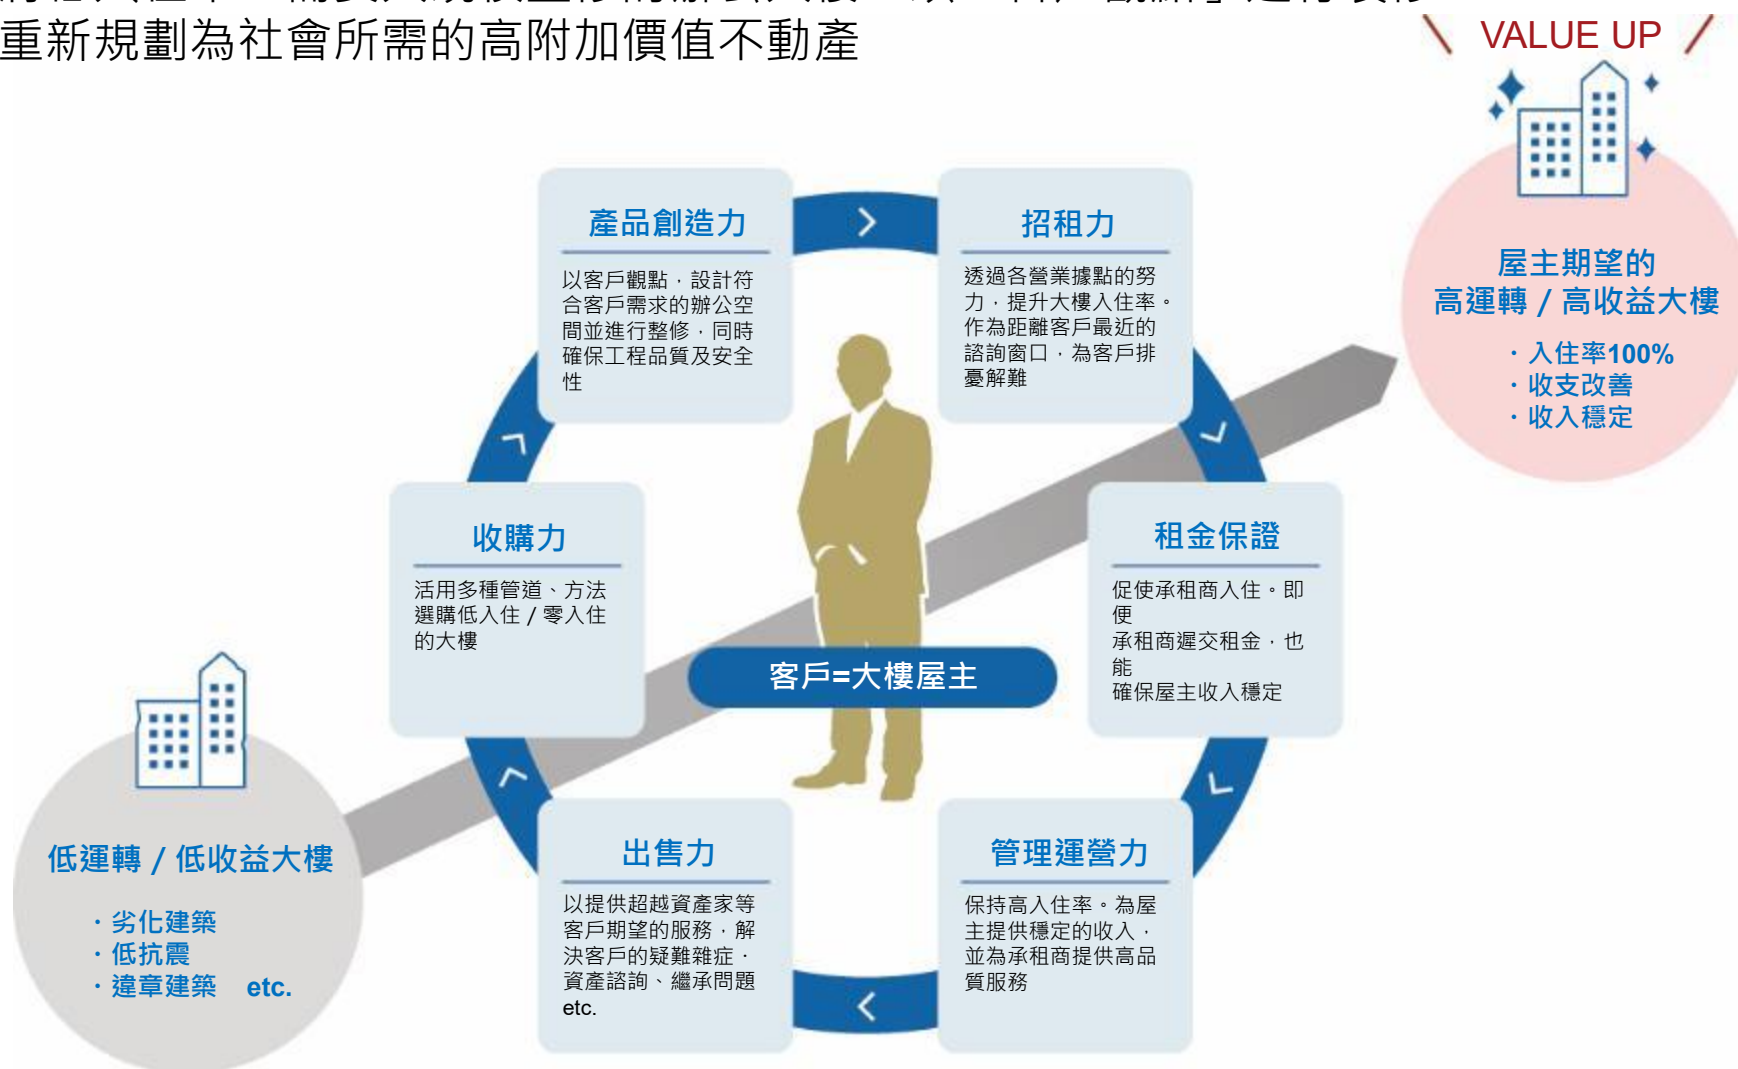 重新規劃為社會所需的高附加價值不動產
VALUE UP
產品創造力
以客戶觀點，設計符
合客戶需求的辦公空
間並進行整修，同時
確保工程品質及安全
性
招租力
透過各營業據點的努
力，提升大樓入住率。
作為距離客戶最近的
諮詢窗口，為客戶排
憂解難
屋主期望的
高運轉 / 高收益大樓
・入住率100%
・收支改善
・收入穩定
收購力
活用多種管道、方法
選購低入住 / 零入住
的大樓
租金保證
促使承租商入住。即
便
承租商遲交租金，也
能
確保屋主收入穩定
客戶=大樓屋主
低運轉 / 低收益大樓
・劣化建築
・低抗震
・違章建築 etc.
出售力
以提供超越資產家等
客戶期望的服務，解
決客戶的疑難雜症．
資產諮詢、繼承問題
etc.
管理運營力
保持高入住率。為屋
主提供穩定的收入，
並為承租商提供高品
質服務